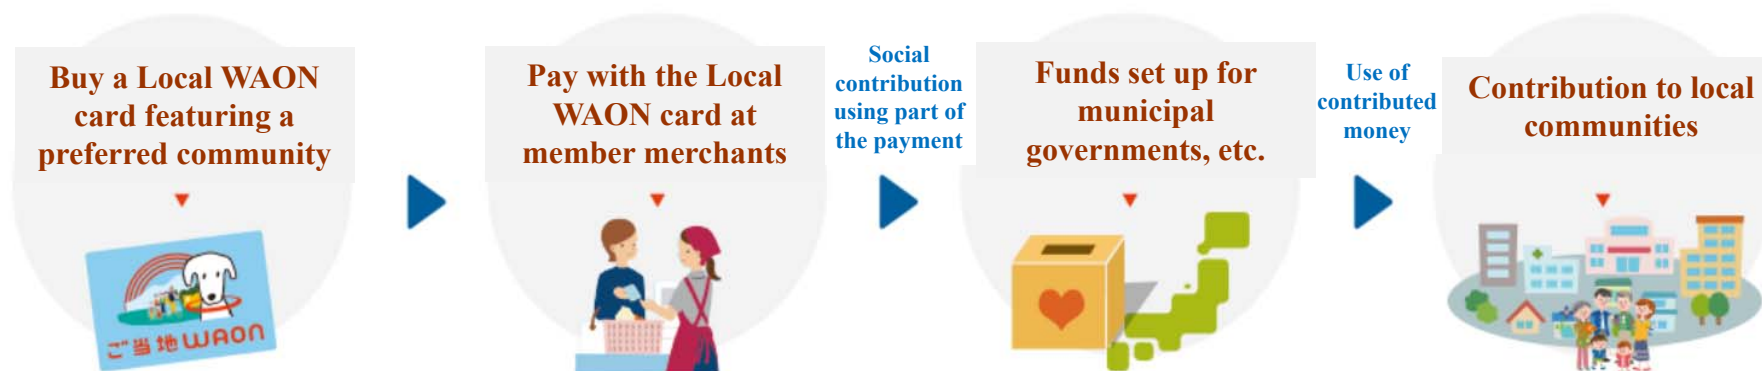 Buy a Local WAON
card featuring a
preferred community
ご当地WAON
Pay with the Local
WAON card at
member merchants
Social
contribution
using part of
the payment
Funds set up for
municipal
governments, etc.
Use of
contributed
money
Contribution to local
communities